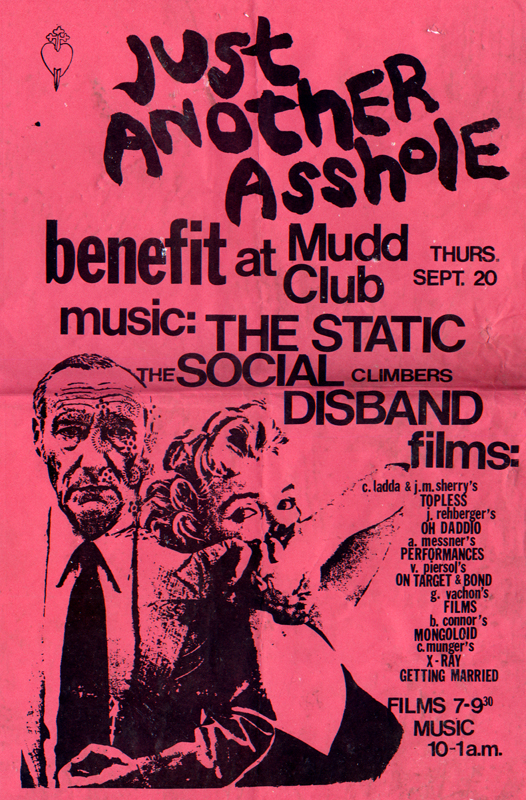 JUST
ANOTHER
ASSHOLE
benefit at Mudd Club THURS. SEPT. 20
music: THE STATIC
THE SOCIAL CLIMBERS
DISBAND
films:
c. ladda & j.m. sherry's
TOPLESS
j. rehberger's
OH DADDIO
a. messner's
PERFORMANCES
v. piersol's
ON TARGET & BOND
g. vachon's
FILMS
b. connor's
MONGOLOID
c. munger's
X-RAY
GETTING MARRIED
FILMS 7-9³⁰
MUSIC
10-1a.m.